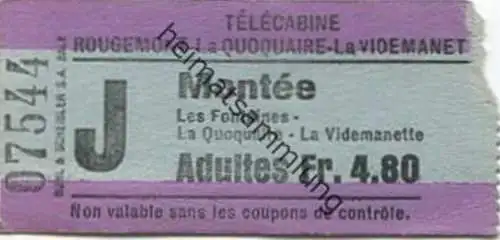 TÉLÉCABINE
ROUGEMONT-La QUOQUAIRE-La VIDEMANET
07544
J
Montée
Les Fontaines -
La Quoquaire - La Videmanette
Adultes Fr. 4.80
Non valable sans les coupons de contrôle.
heimatsammlung